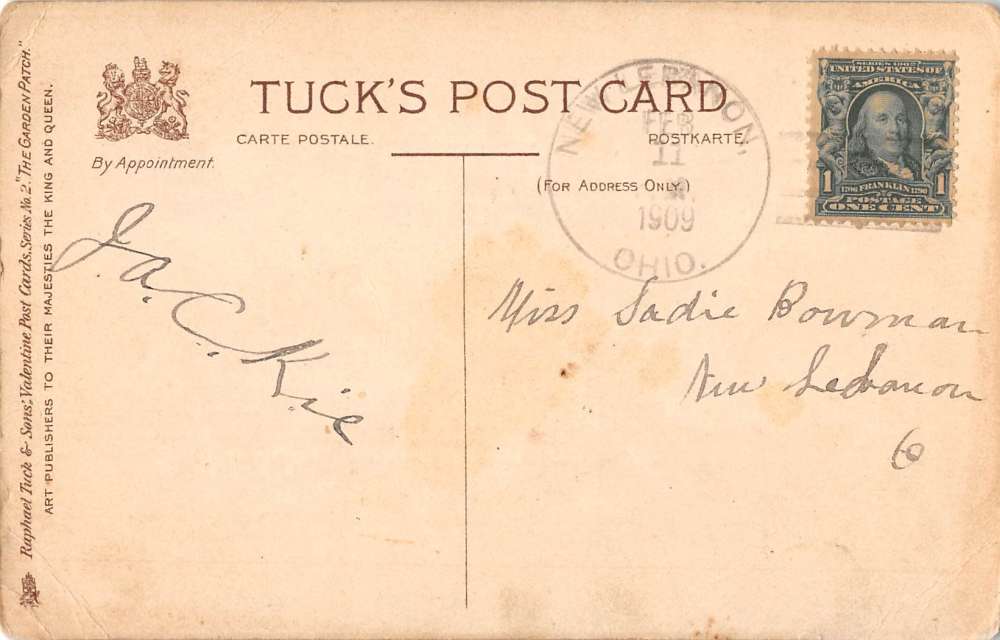 Raphael Tuck & Sons' Valentine Post Cards, Series No. 2. "THE GARDEN PATCH."
ART PUBLISHERS TO THEIR MAJESTIES THE KING AND QUEEN.
By Appointment.
TUCK'S POST CARD
CARTE POSTALE.
POSTKARTE.
(FOR ADDRESS ONLY.)
NEW LEBANON,
FEB
11
1909
OHIO.
SERIES 1902
UNITED STATES OF
AMERICA
1 1
1706 FRANKLIN 1790
POSTAGE
ONE CENT
Miss Sadie Bowman
New Lebanon
O